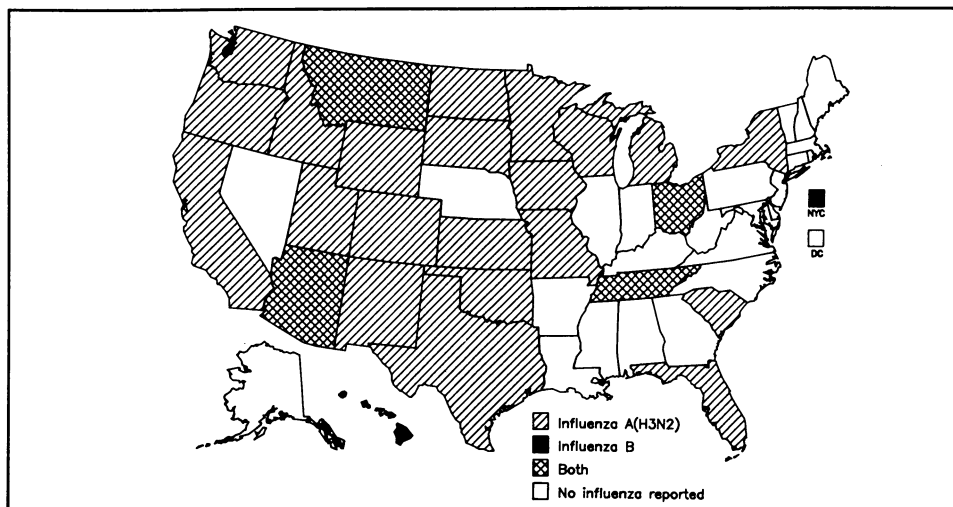 NYC
DC
Influenza A(H3N2)
Influenza B
Both
No influenza reported